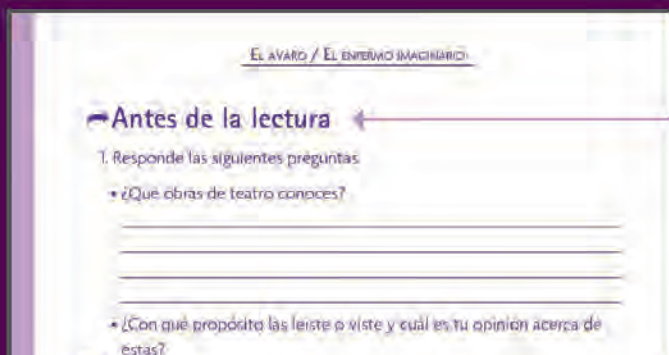 EL AVARO / EL ENFERMO IMAGINARIO
Antes de la lectura
1. Responde las siguientes preguntas.
• ¿Qué obras de teatro conoces?
• ¿Con qué propósito las leíste o viste y cuál es tu opinión acerca de
éstas?